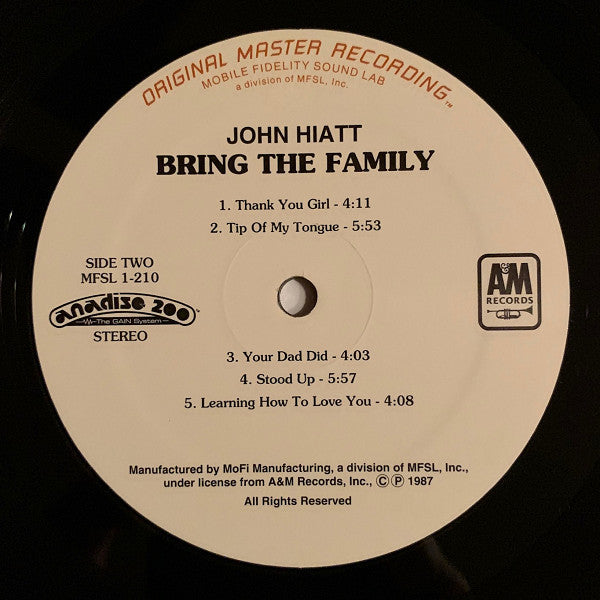 ORIGINAL MASTER RECORDING™
MOBILE FIDELITY SOUND LAB
a division of MFSL, Inc.
JOHN HIATT
BRING THE FAMILY
1. Thank You Girl - 4:11
2. Tip Of My Tongue - 5:53
SIDE TWO
MFSL 1-210
anadisc 200™
The GAIN System™
STEREO
A&M
RECORDS
3. Your Dad Did - 4:03
4. Stood Up - 5:57
5. Learning How To Love You - 4:08
Manufactured by MoFi Manufacturing, a division of MFSL, Inc.,
under license from A&M Records, Inc., Ⓒ Ⓟ 1987
All Rights Reserved